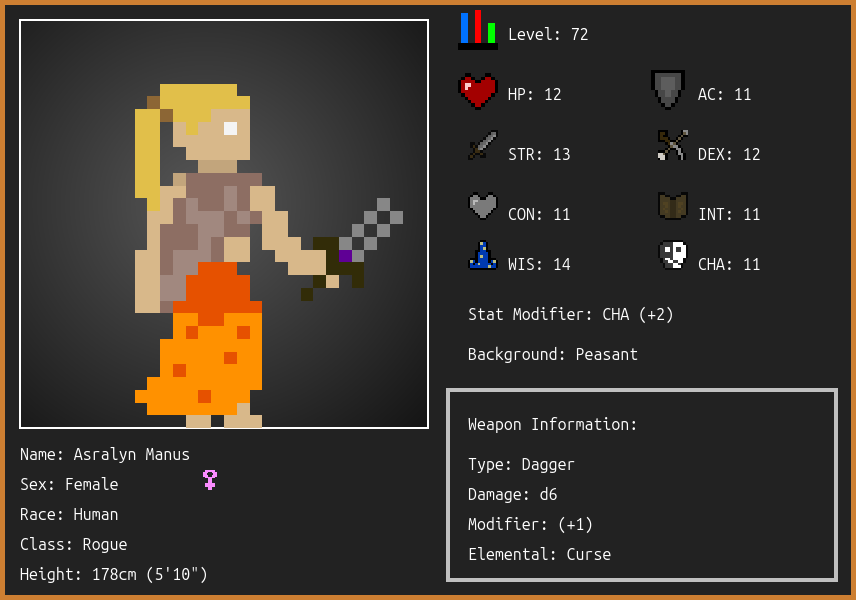 Level: 72
HP: 12
AC: 11
STR: 13
DEX: 12
CON: 11
INT: 11
WIS: 14
CHA: 11
Stat Modifier: CHA (+2)
Background: Peasant
Weapon Information:
Type: Dagger
Damage: d6
Modifier: (+1)
Elemental: Curse
Name: Asralyn Manus
Sex: Female
Race: Human
Class: Rogue
Height: 178cm (5'10")